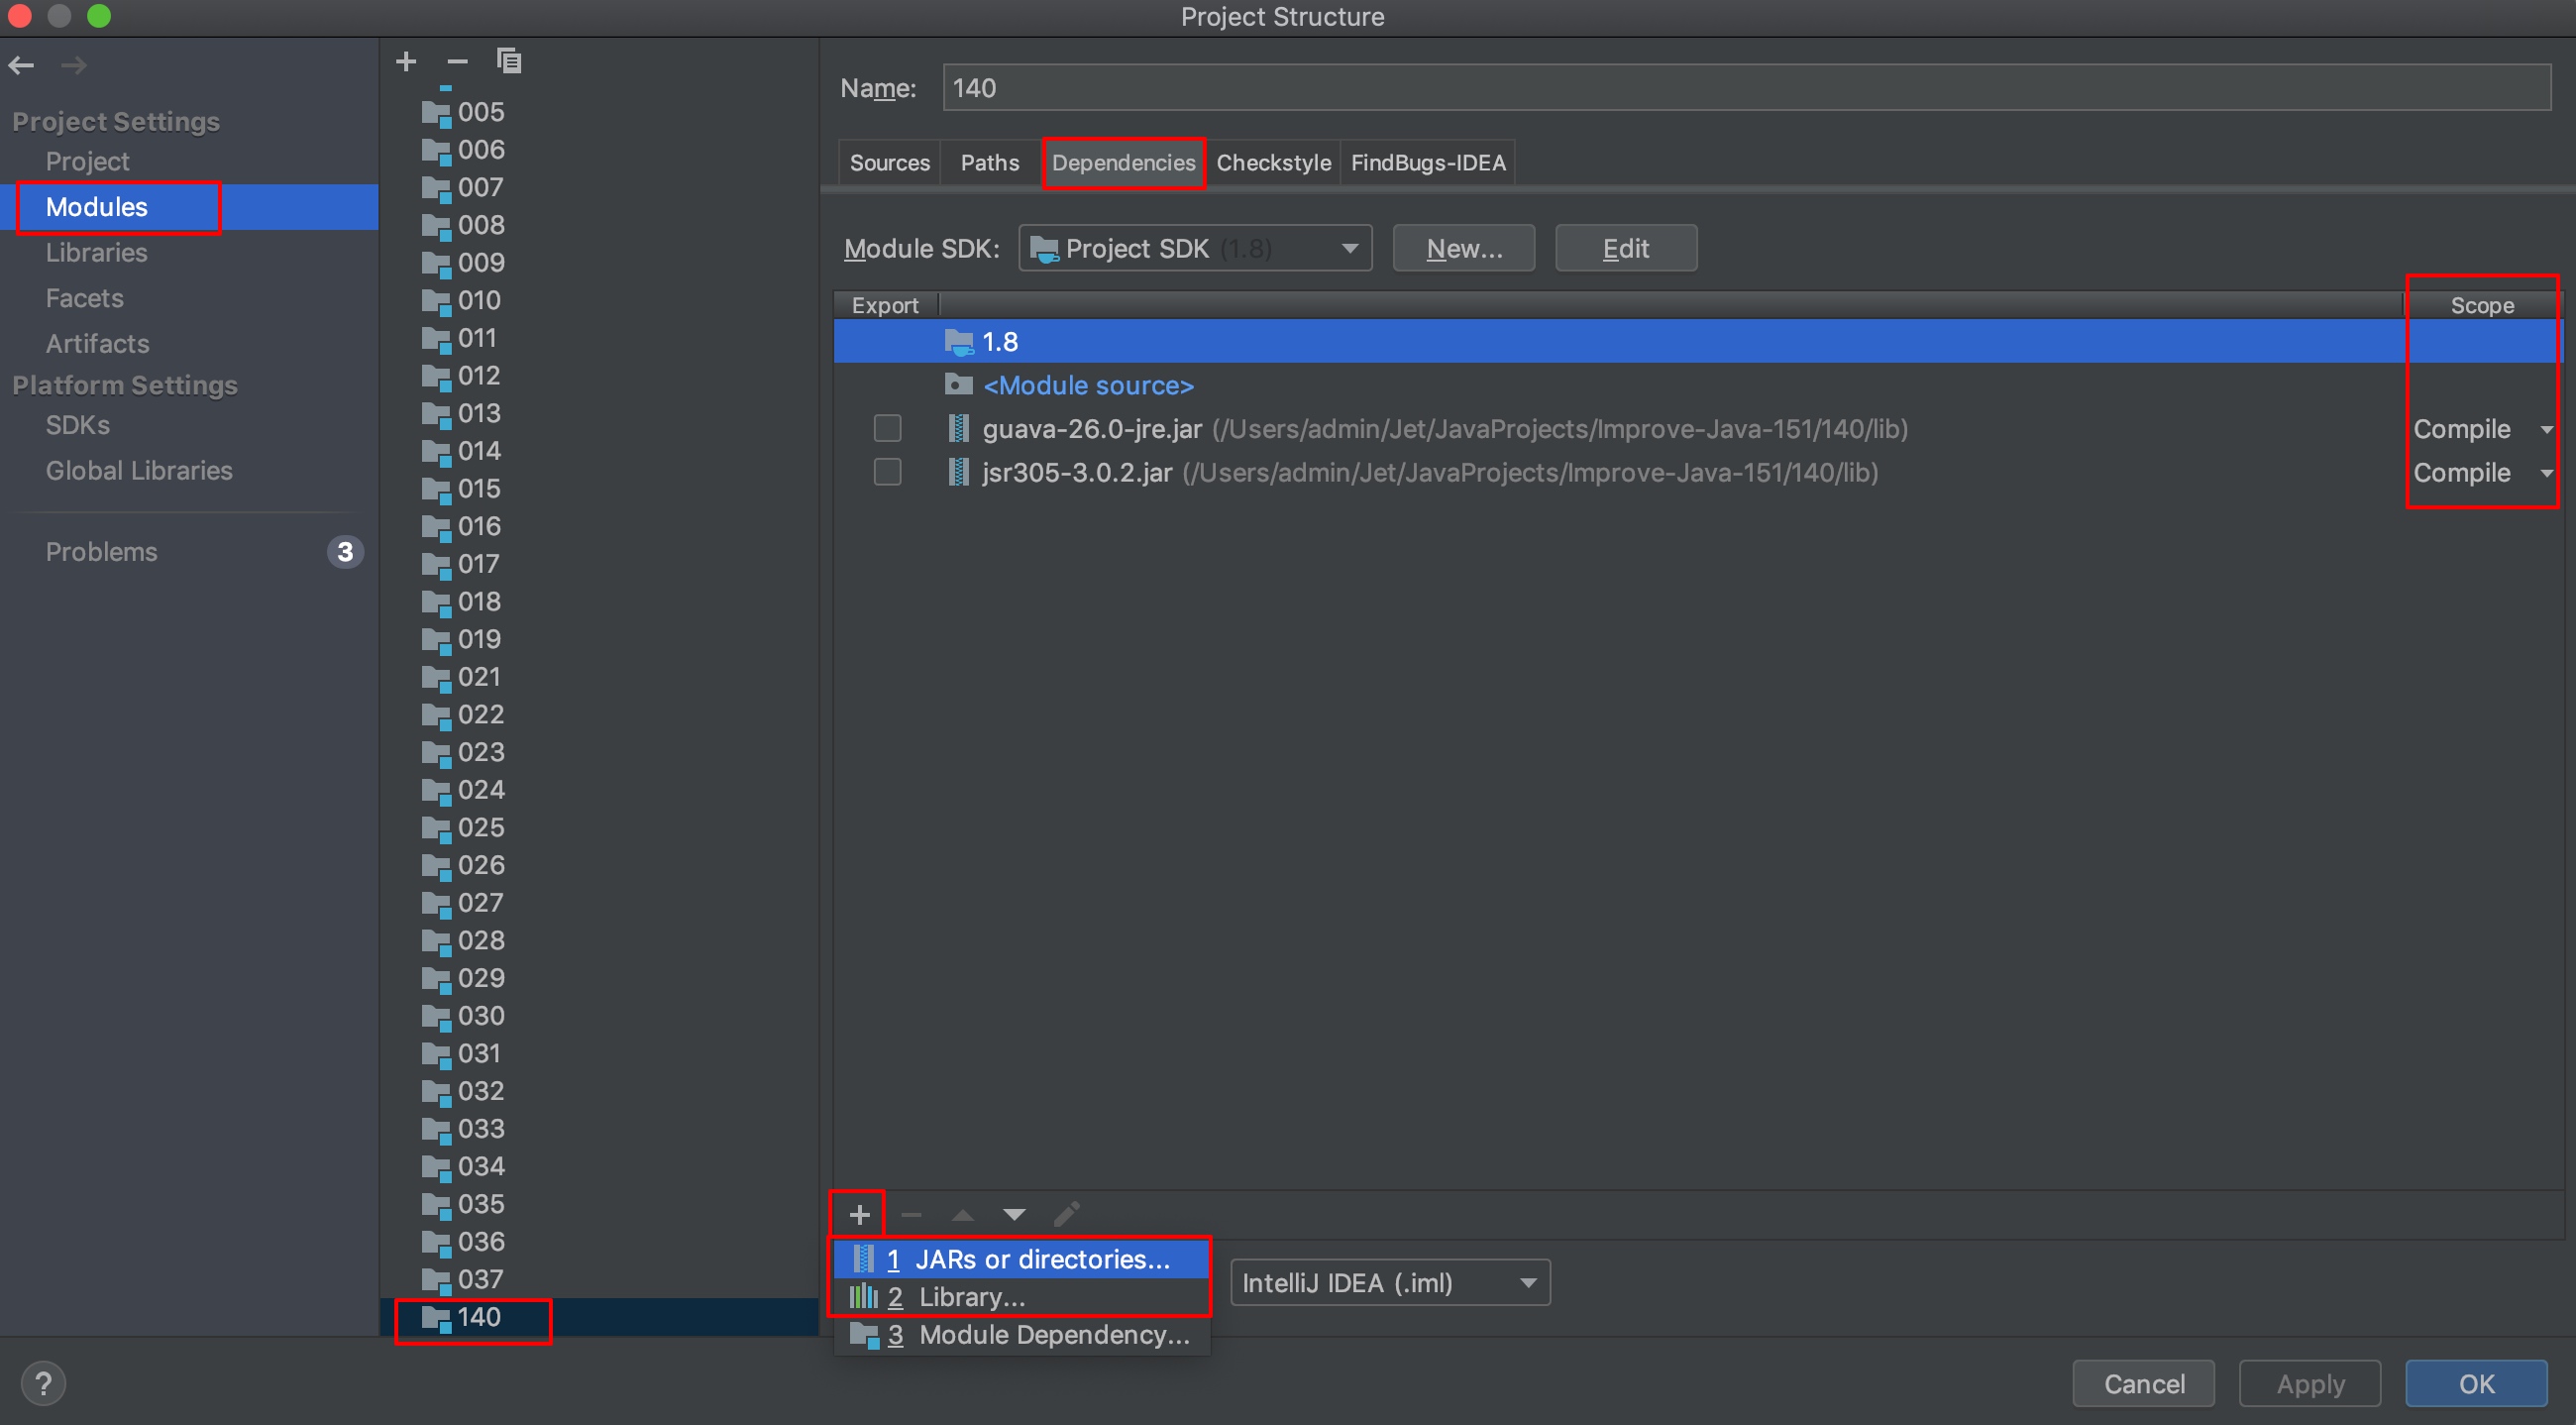 Project Structure
Project Settings
Project
Modules
Libraries
Facets
Artifacts
Platform Settings
SDKs
Global Libraries
Problems 3
005
006
007
008
009
010
011
012
013
014
015
016
017
018
019
021
022
023
024
025
026
027
028
029
030
031
032
033
034
035
036
037
140
Name: 140
Sources Paths Dependencies Checkstyle FindBugs-IDEA
Module SDK: Project SDK (1.8) New... Edit
Export Scope
1.8
<Module source>
guava-26.0-jre.jar (/Users/admin/Jet/JavaProjects/Improve-Java-151/140/lib) Compile
jsr305-3.0.2.jar (/Users/admin/Jet/JavaProjects/Improve-Java-151/140/lib) Compile
1 JARs or directories...
2 Library...
3 Module Dependency...
IntelliJ IDEA (.iml)
? Cancel Apply OK